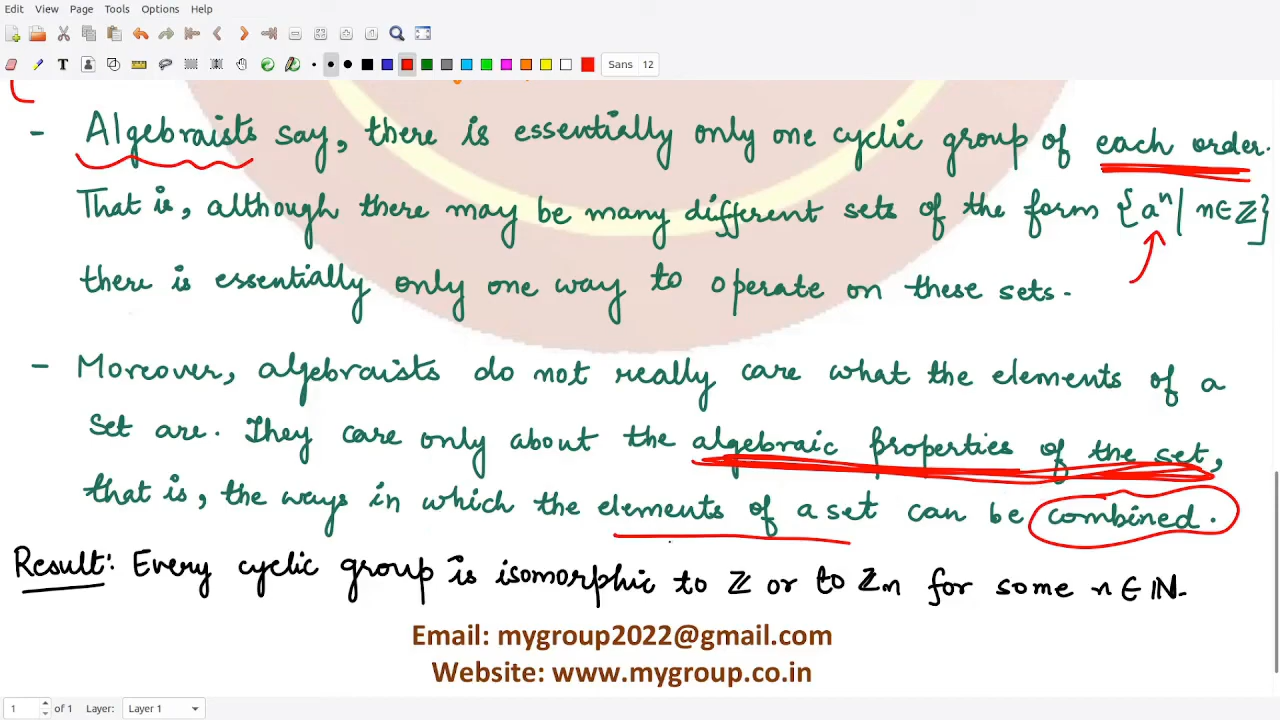 Edit View Page Tools Options Help
Sans 12
- Algebraists say, there is essentially only one cyclic group of each order.
That is, although there may be many different sets of the form {aⁿ | n∈ℤ}
there is essentially only one way to operate on these sets.
- Moreover, algebraists do not really care what the elements of a
set are. They care only about the algebraic properties of the set,
that is, the ways in which the elements of a set can be combined.
Result: Every cyclic group is isomorphic to ℤ or to ℤₙ for some n∈ℕ.
Email: mygroup2022@gmail.com
Website: www.mygroup.co.in
1 of 1 Layer: Layer 1